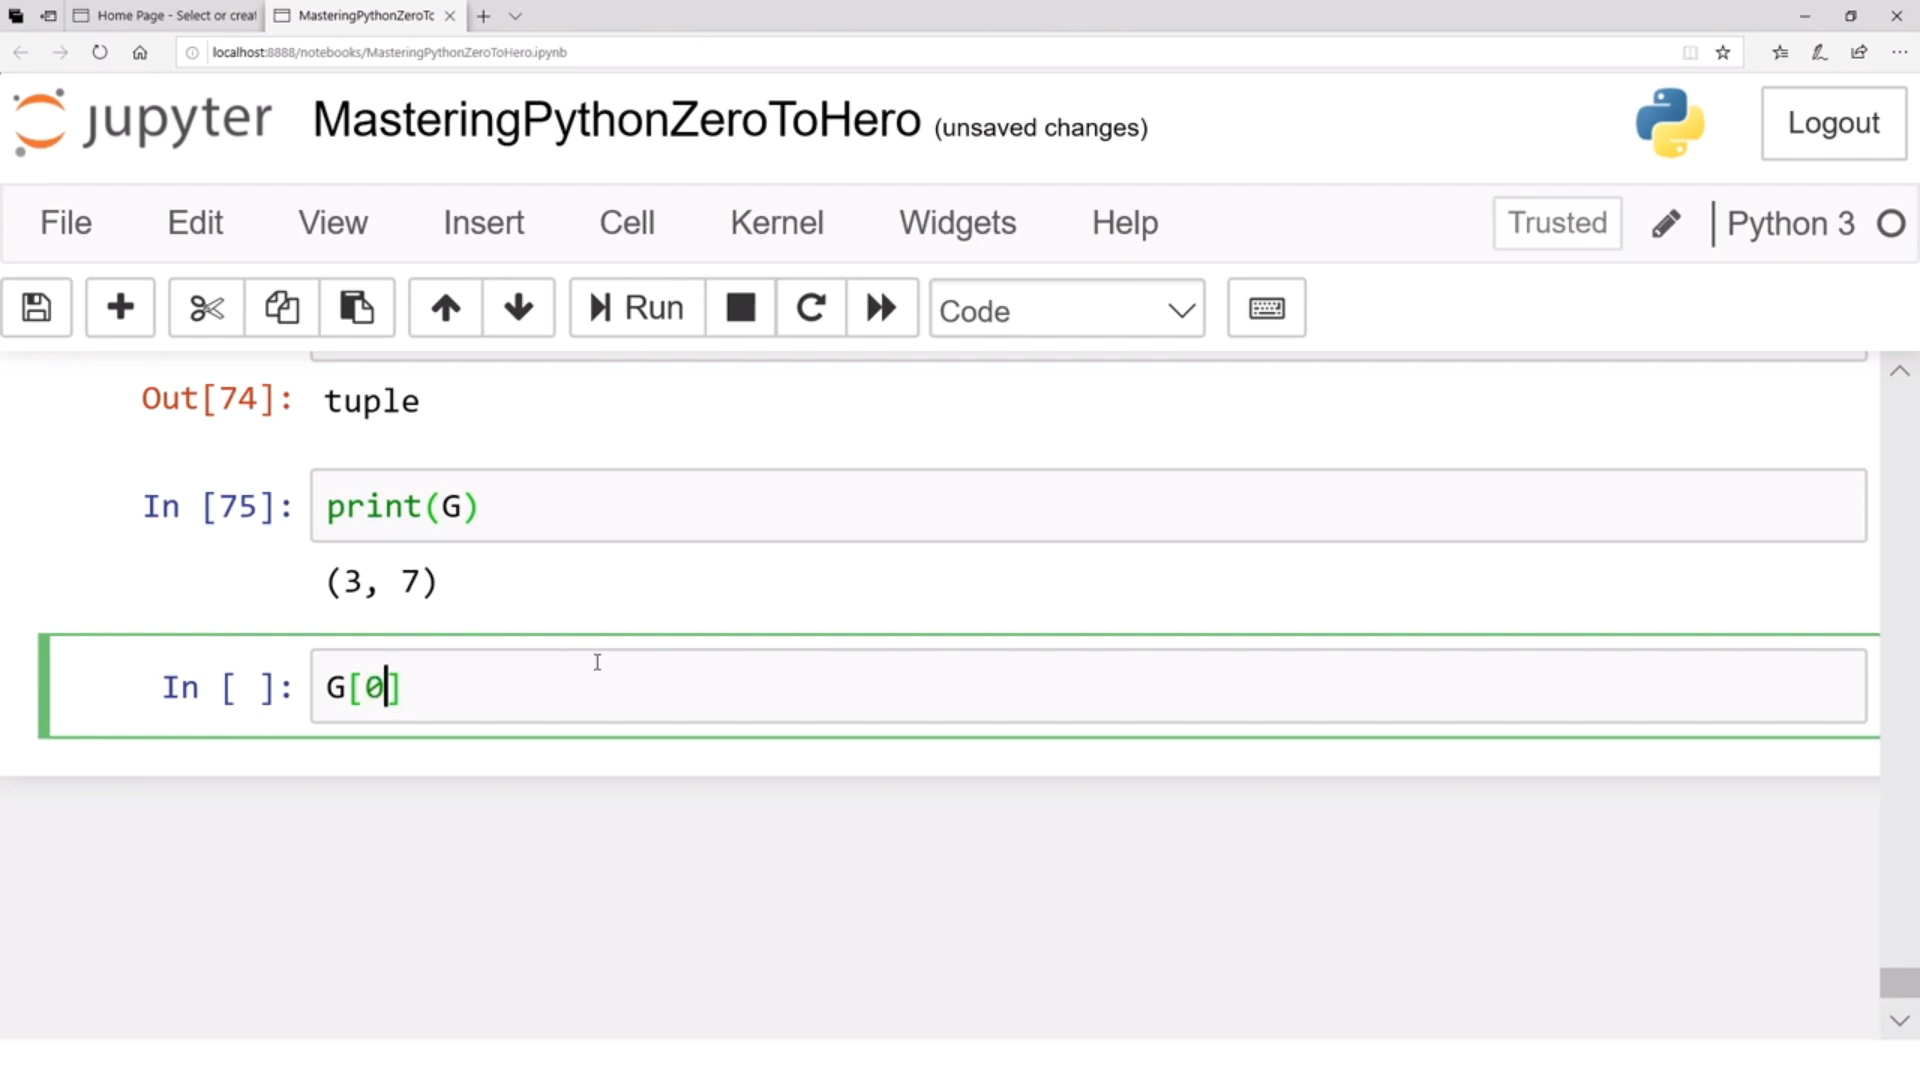 Home Page - Select or creat
MasteringPythonZeroTc
localhost:8888/notebooks/MasteringPythonZeroToHero.ipynb
jupyter MasteringPythonZeroToHero (unsaved changes)
Logout
File Edit View Insert Cell Kernel Widgets Help
Trusted
Python 3
Run
Code
Out[74]: tuple
In [75]: print(G)
(3, 7)
In [ ]: G[0]